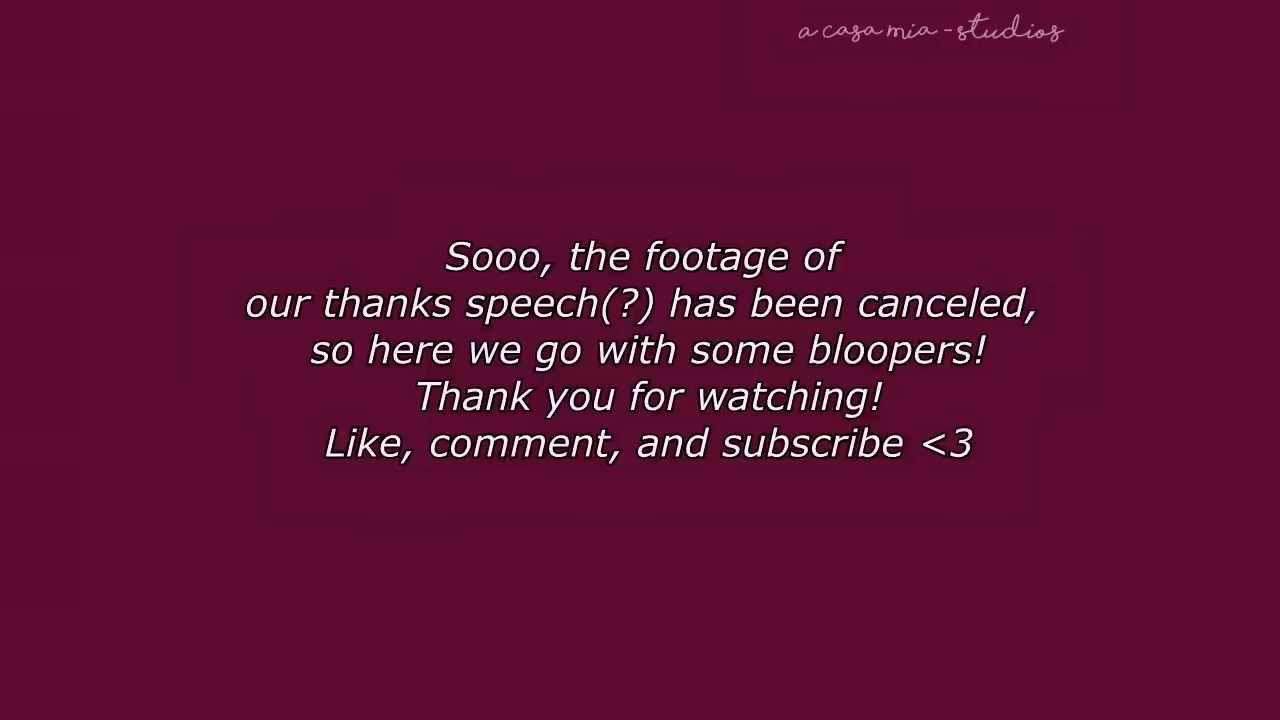 a casa mia - studios
Sooo, the footage of
our thanks speech(?) has been canceled,
so here we go with some bloopers!
Thank you for watching!
Like, comment, and subscribe <3